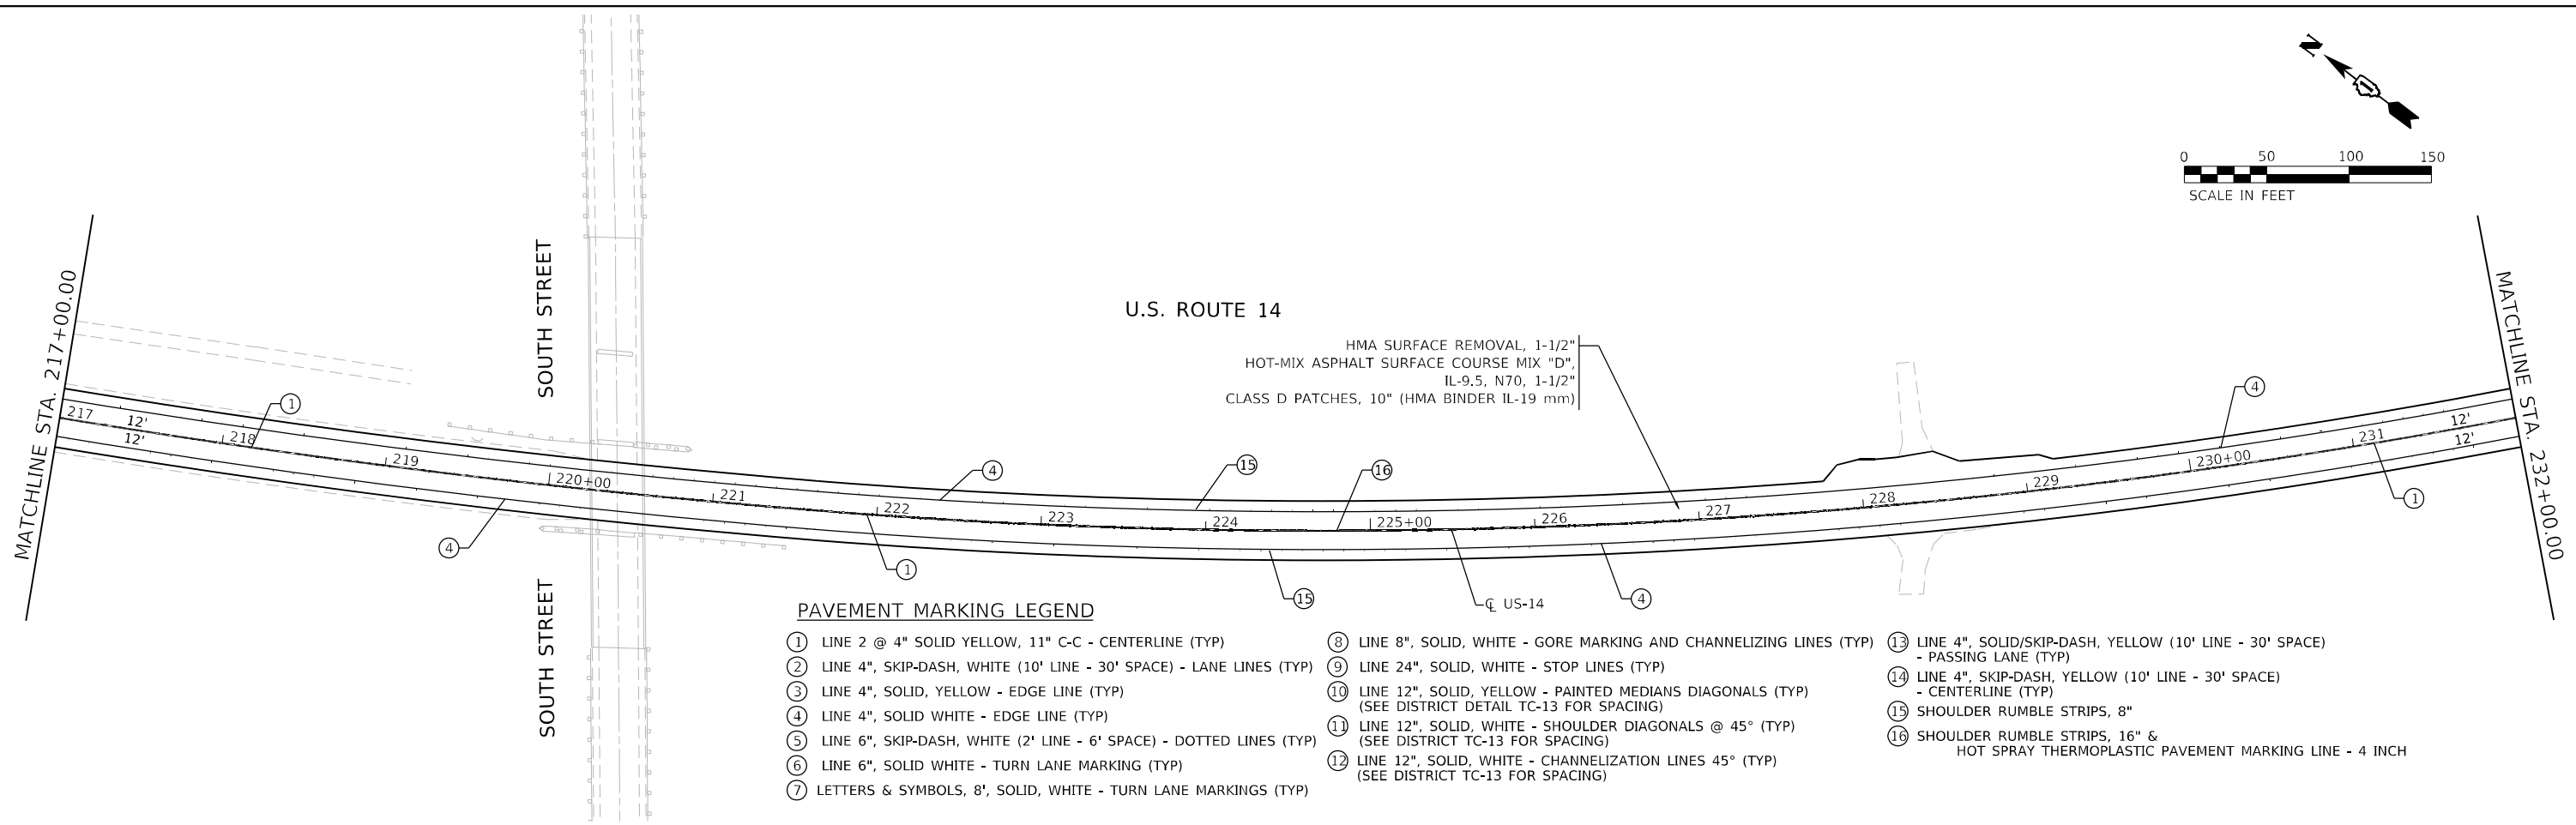 N
1
0 50 100 150
SCALE IN FEET
MATCHLINE STA. 217+00.00
SOUTH STREET
SOUTH STREET
U.S. ROUTE 14
HMA SURFACE REMOVAL, 1-1/2"
HOT-MIX ASPHALT SURFACE COURSE MIX "D",
IL-9.5, N70, 1-1/2"
CLASS D PATCHES, 10" (HMA BINDER IL-19 mm)
MATCHLINE STA. 232+00.00
1
4
15
16
4
217 218 219 220+00 221 222 223 224 225+00 226 227 228 229 230+00 231
12'
12'
12'
12'
4
1
15
℄ US-14
4
1
PAVEMENT MARKING LEGEND
1 LINE 2 @ 4" SOLID YELLOW, 11" C-C - CENTERLINE (TYP)
2 LINE 4", SKIP-DASH, WHITE (10' LINE - 30' SPACE) - LANE LINES (TYP)
3 LINE 4", SOLID, YELLOW - EDGE LINE (TYP)
4 LINE 4", SOLID WHITE - EDGE LINE (TYP)
5 LINE 6", SKIP-DASH, WHITE (2' LINE - 6' SPACE) - DOTTED LINES (TYP)
6 LINE 6", SOLID WHITE - TURN LANE MARKING (TYP)
7 LETTERS & SYMBOLS, 8', SOLID, WHITE - TURN LANE MARKINGS (TYP)
8 LINE 8", SOLID, WHITE - GORE MARKING AND CHANNELIZING LINES (TYP)
9 LINE 24", SOLID, WHITE - STOP LINES (TYP)
10 LINE 12", SOLID, YELLOW - PAINTED MEDIANS DIAGONALS (TYP)
(SEE DISTRICT DETAIL TC-13 FOR SPACING)
11 LINE 12", SOLID, WHITE - SHOULDER DIAGONALS @ 45° (TYP)
(SEE DISTRICT TC-13 FOR SPACING)
12 LINE 12", SOLID, WHITE - CHANNELIZATION LINES 45° (TYP)
(SEE DISTRICT TC-13 FOR SPACING)
13 LINE 4", SOLID/SKIP-DASH, YELLOW (10' LINE - 30' SPACE)
- PASSING LANE (TYP)
14 LINE 4", SKIP-DASH, YELLOW (10' LINE - 30' SPACE)
- CENTERLINE (TYP)
15 SHOULDER RUMBLE STRIPS, 8"
16 SHOULDER RUMBLE STRIPS, 16" &
HOT SPRAY THERMOPLASTIC PAVEMENT MARKING LINE - 4 INCH